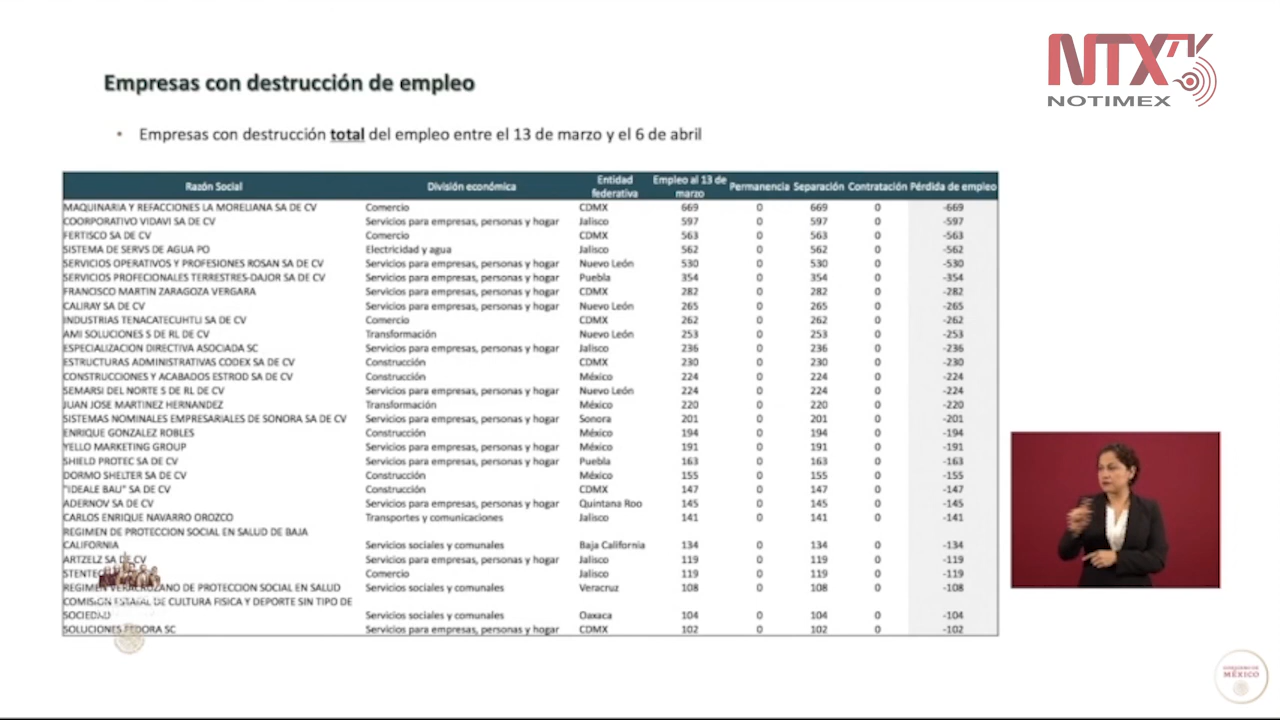 NTX
NOTIMEX
Empresas con destrucción de empleo
• Empresas con destrucción total del empleo entre el 13 de marzo y el 6 de abril
Razón Social División económica Entidad federativa Empleo al 13 de marzo Permanencia Separación Contratación Pérdida de empleo
MAQUINARIA Y REFACCIONES LA MORELIANA SA DE CV Comercio CDMX 669 0 669 0 -669
COORPORATIVO VIDAVI SA DE CV Servicios para empresas, personas y hogar Jalisco 597 0 597 0 -597
FERTISCO SA DE CV Comercio CDMX 563 0 563 0 -563
SISTEMA DE SERVS DE AGUA PO Electricidad y agua Jalisco 562 0 562 0 -562
SERVICIOS OPERATIVOS Y PROFESIONES ROSAN SA DE CV Servicios para empresas, personas y hogar Nuevo León 530 0 530 0 -530
SERVICIOS PROFECIONALES TERRESTRES-DAJOR SA DE CV Servicios para empresas, personas y hogar Puebla 354 0 354 0 -354
FRANCISCO MARTIN ZARAGOZA VERGARA Servicios para empresas, personas y hogar CDMX 282 0 282 0 -282
CALIRAY SA DE CV Servicios para empresas, personas y hogar Nuevo León 265 0 265 0 -265
INDUSTRIAS TENACATECUHTLI SA DE CV Comercio CDMX 262 0 262 0 -262
AMI SOLUCIONES S DE RL DE CV Transformación Nuevo León 253 0 253 0 -253
ESPECIALIZACION DIRECTIVA ASOCIADA SC Servicios para empresas, personas y hogar Jalisco 236 0 236 0 -236
ESTRUCTURAS ADMINISTRATIVAS CODEX SA DE CV Construcción CDMX 230 0 230 0 -230
CONSTRUCCIONES Y ACABADOS ESTROD SA DE CV Construcción México 224 0 224 0 -224
SEMARSI DEL NORTE S DE RL DE CV Servicios para empresas, personas y hogar Nuevo León 224 0 224 0 -224
JUAN JOSE MARTINEZ HERNANDEZ Transformación México 220 0 220 0 -220
SISTEMAS NOMINALES EMPRESARIALES DE SONORA SA DE CV Servicios para empresas, personas y hogar Sonora 201 0 201 0 -201
ENRIQUE GONZALEZ ROBLES Construcción México 194 0 194 0 -194
YELLO MARKETING GROUP Servicios para empresas, personas y hogar México 191 0 191 0 -191
SHIELD PROTEC SA DE CV Servicios para empresas, personas y hogar Puebla 163 0 163 0 -163
DORMO SHELTER SA DE CV Construcción México 155 0 155 0 -155
"IDEALE BAU" SA DE CV Construcción CDMX 147 0 147 0 -147
ADERNOV SA DE CV Servicios para empresas, personas y hogar Quintana Roo 145 0 145 0 -145
CARLOS ENRIQUE NAVARRO OROZCO Transportes y comunicaciones Jalisco 141 0 141 0 -141
REGIMEN DE PROTECCION SOCIAL EN SALUD DE BAJA
CALIFORNIA Servicios sociales y comunales Baja California 134 0 134 0 -134
ARTZELZ SA DE CV Servicios para empresas, personas y hogar Jalisco 119 0 119 0 -119
Comercio Jalisco 119 0 119 0 -119
REGIMEN VERACRUZANO DE PROTECCION SOCIAL EN SALUD Servicios sociales y comunales Veracruz 108 0 108 0 -108
COMISION ESTATAL DE CULTURA FISICA Y DEPORTE SIN TIPO DE
SOCIEDAD Servicios sociales y comunales Oaxaca 104 0 104 0 -104
SOLUCIONES FEDORA SC Servicios para empresas, personas y hogar CDMX 102 0 102 0 -102
GOBIERNO DE
MÉXICO